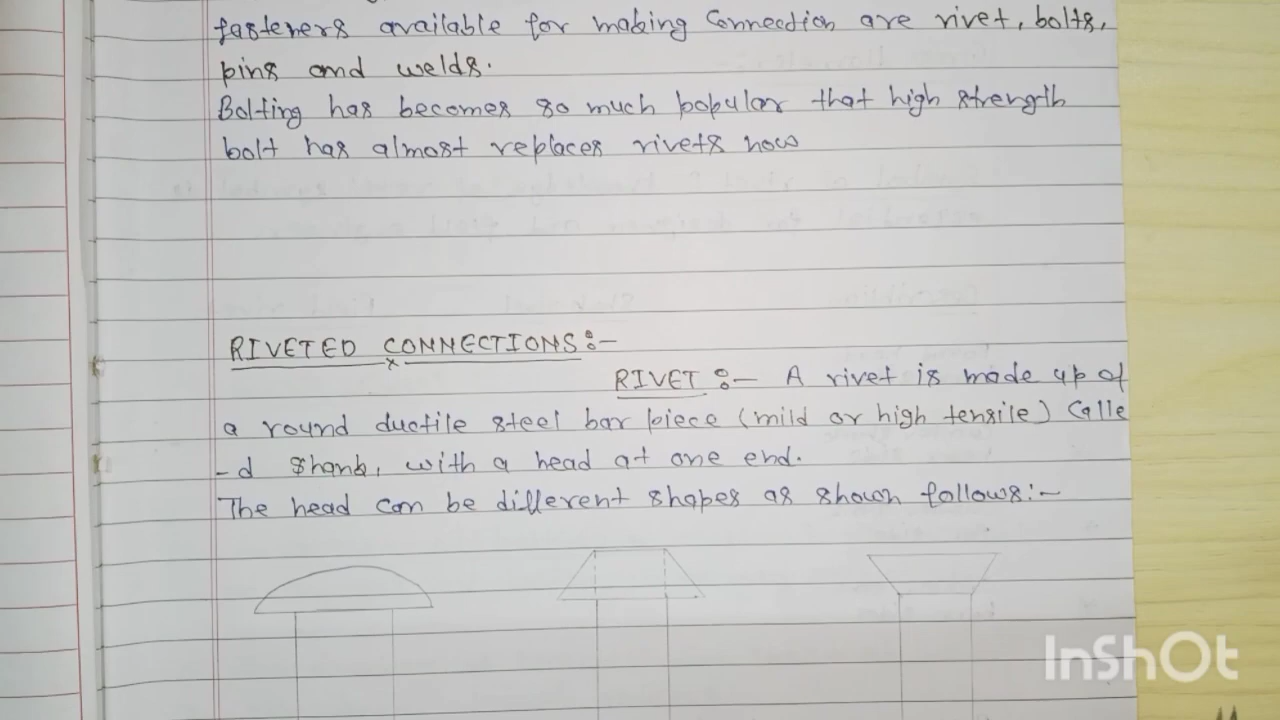 fasteners available for making Connection are rivet, bolts,
pins and welds.
Bolting has becomes so much popular that high strength
bolt has almost replaces rivets now
RIVETED CONNECTIONS:-
RIVET :- A rivet is made up of
a round ductile steel bar piece (mild or high tensile) Calle
-d shank, with a head at one end.
The head can be different shapes as shown follows:-
InShOt